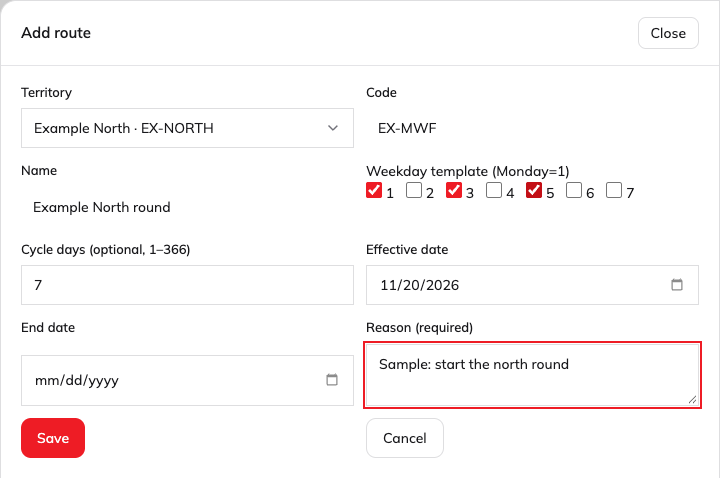 Add route
Close
Territory
Code
Example North · EX-NORTH
EX-MWF
Name
Weekday template (Monday=1)
1 2 3 4 5 6 7
Example North round
Cycle days (optional, 1–366)
Effective date
7
11/20/2026
End date
Reason (required)
mm/dd/yyyy
Sample: start the north round
Save
Cancel